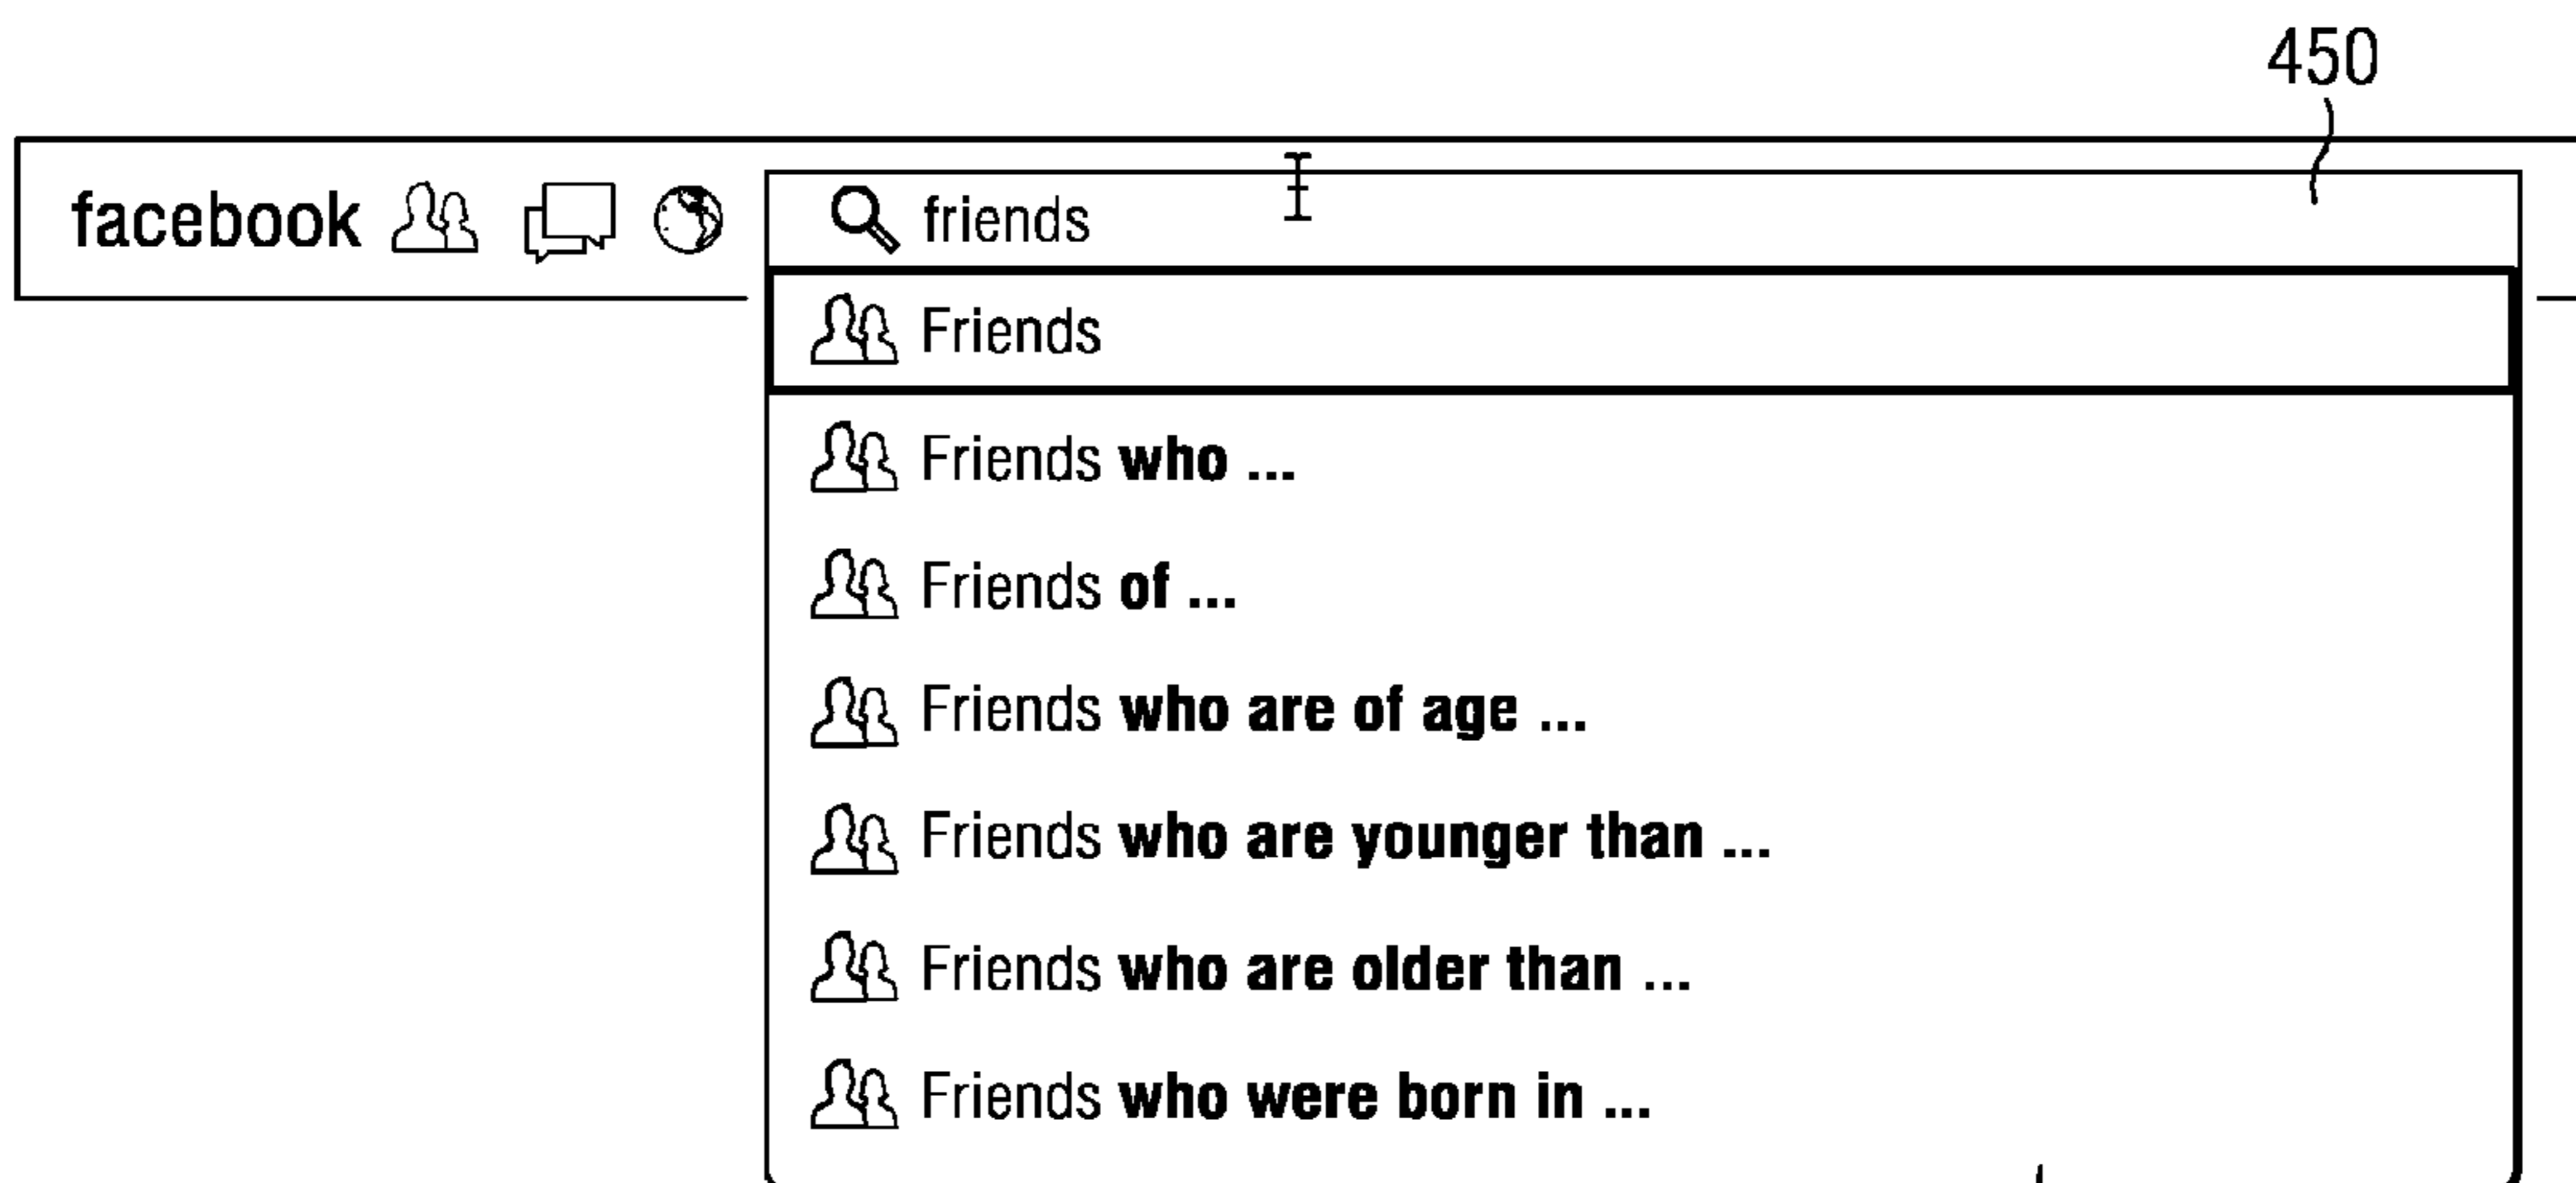 450
facebook friends
Friends
Friends who ...
Friends of ...
Friends who are of age ...
Friends who are younger than ...
Friends who are older than ...
Friends who were born in ...